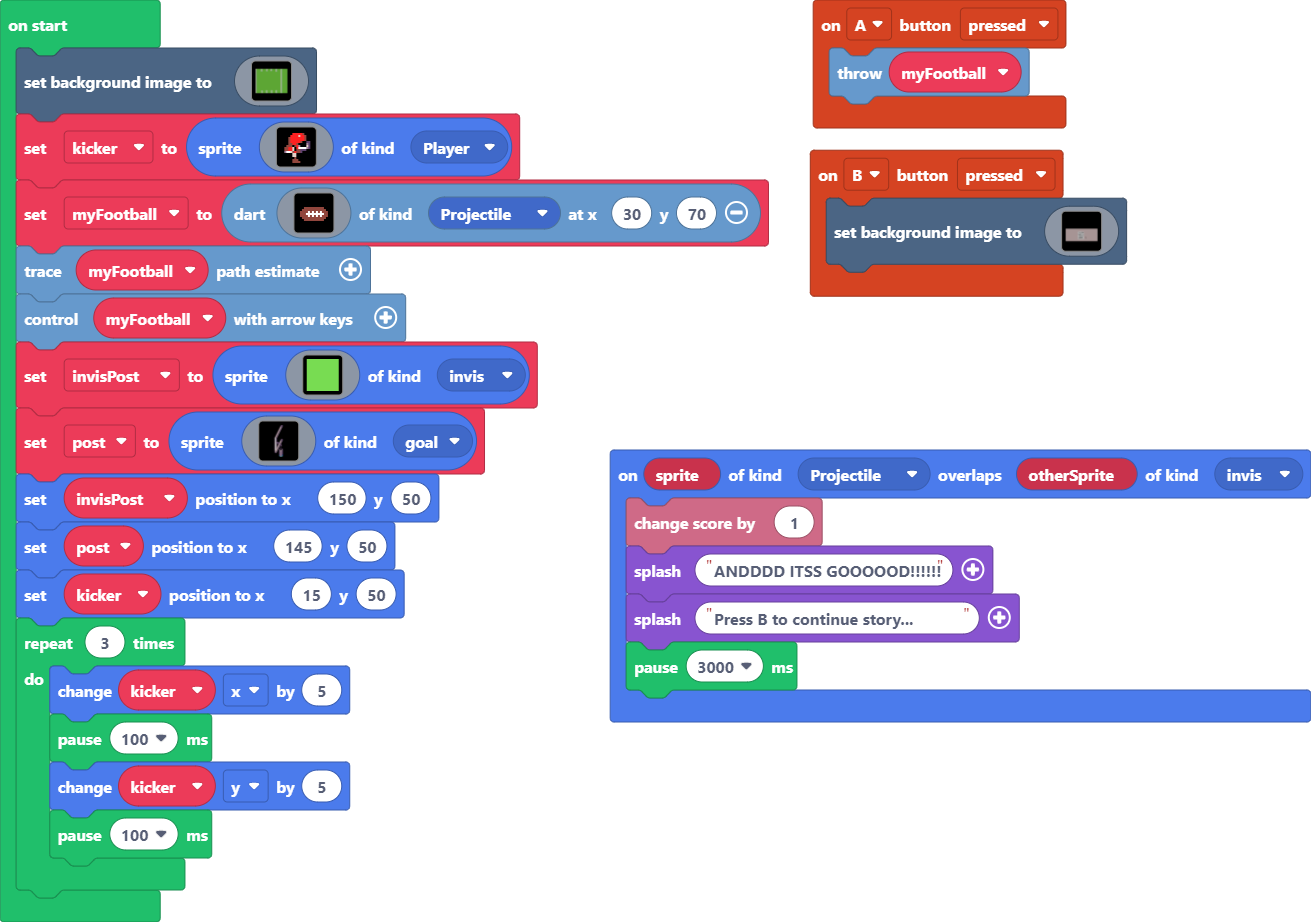 on start
set background image to
set kicker to sprite of kind Player
set myFootball to dart of kind Projectile at x 30 y 70
trace myFootball path estimate
control myFootball with arrow keys
set invisPost to sprite of kind invis
set post to sprite of kind goal
set invisPost position to x 150 y 50
set post position to x 145 y 50
set kicker position to x 15 y 50
repeat 3 times
do
change kicker x by 5
pause 100 ms
change kicker y by 5
pause 100 ms
on A button pressed
throw myFootball
on B button pressed
set background image to
on sprite of kind Projectile overlaps otherSprite of kind invis
change score by 1
splash "ANDDDD ITSS GOOOOOD!!!!!!"
splash "Press B to continue story... "
pause 3000 ms